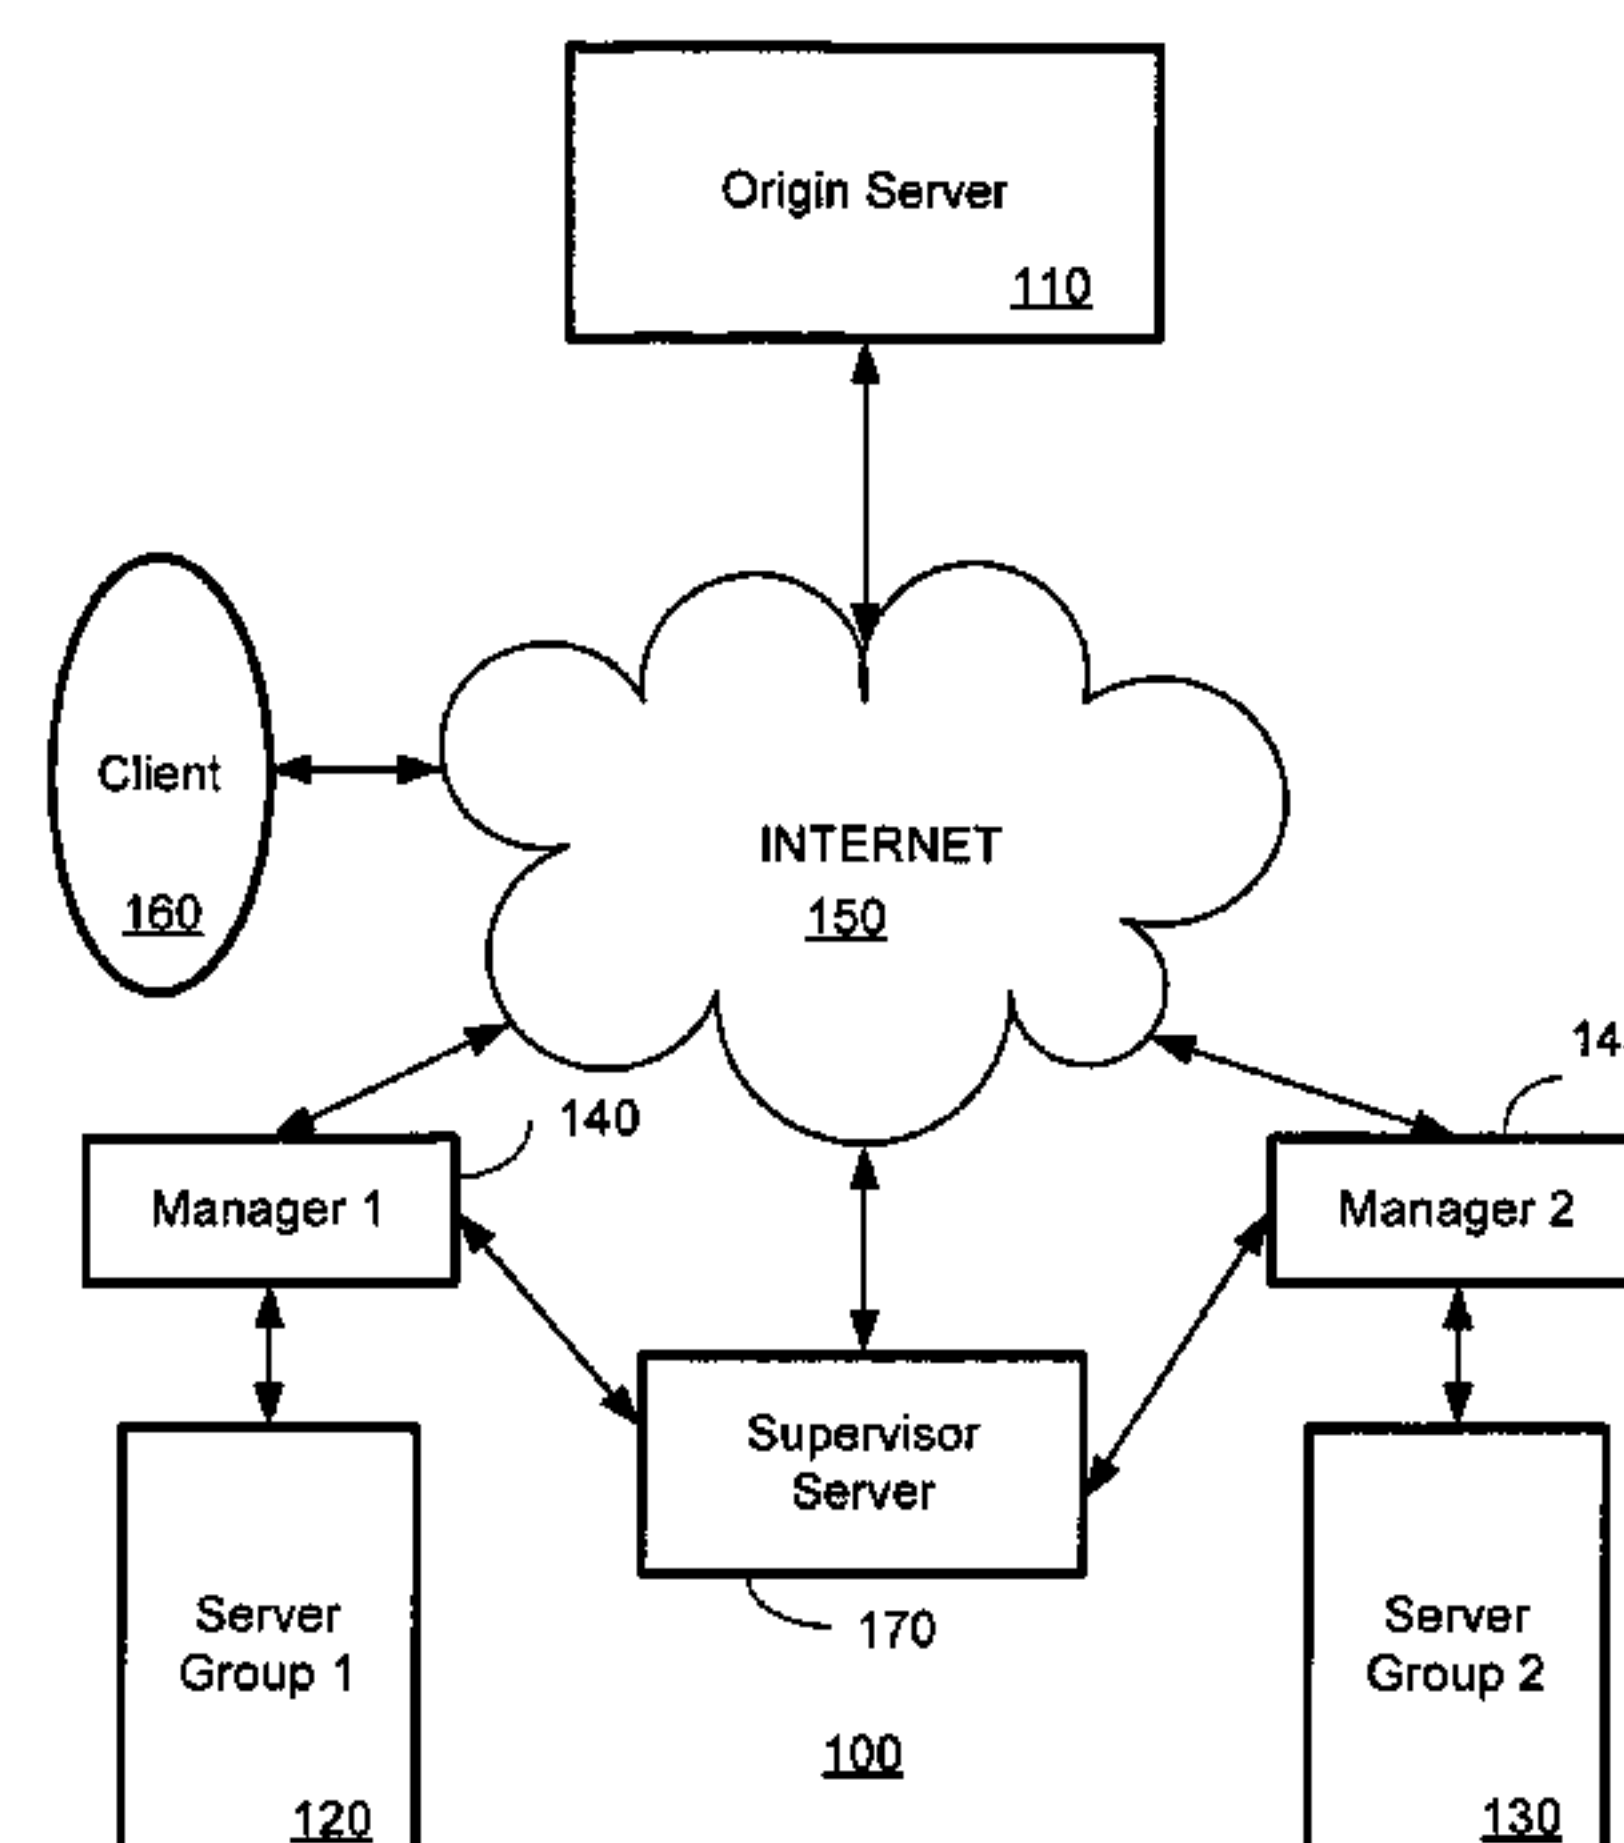 Origin Server
110
Client
160
INTERNET
150
14
140
Manager 1
Manager 2
Supervisor
Server
170
Server
Group 1
120
Server
Group 2
130
100